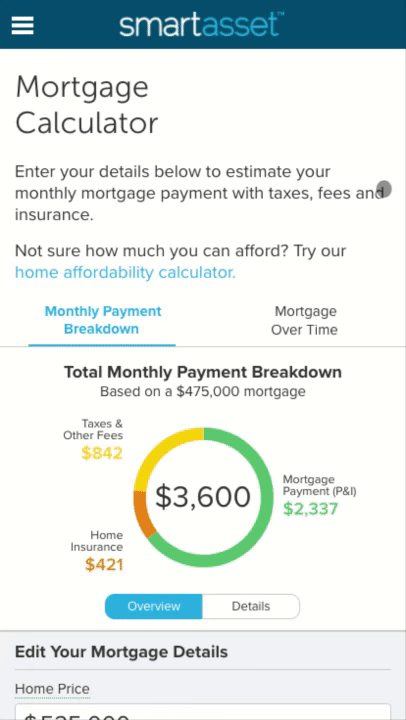 smartasset™
Mortgage
Calculator
Enter your details below to estimate your
monthly mortgage payment with taxes, fees and
insurance.
Not sure how much you can afford? Try our
home affordability calculator.
Monthly Payment
Breakdown
Mortgage
Over Time
Total Monthly Payment Breakdown
Based on a $475,000 mortgage
Taxes &
Other Fees
$842
$3,600
Mortgage
Payment (P&I)
$2,337
Home
Insurance
$421
Overview
Details
Edit Your Mortgage Details
Home Price